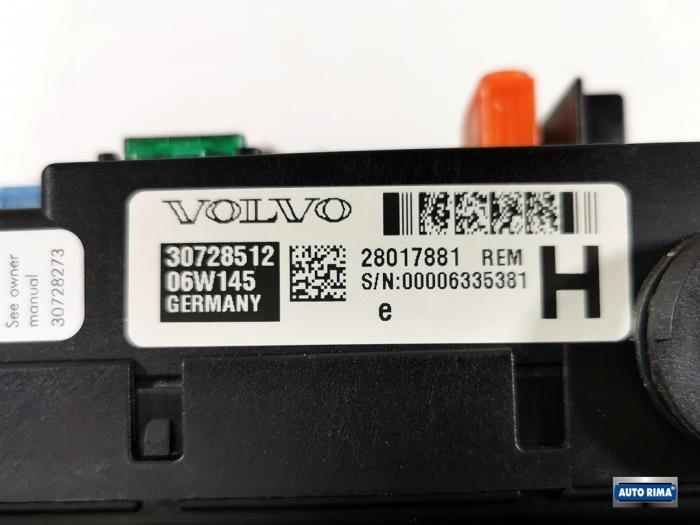 VOLVO
30728512
06W145
GERMANY
28017881 REM
S/N:00006335381
e
H
See owner
manual
30728273
AUTO RIMA